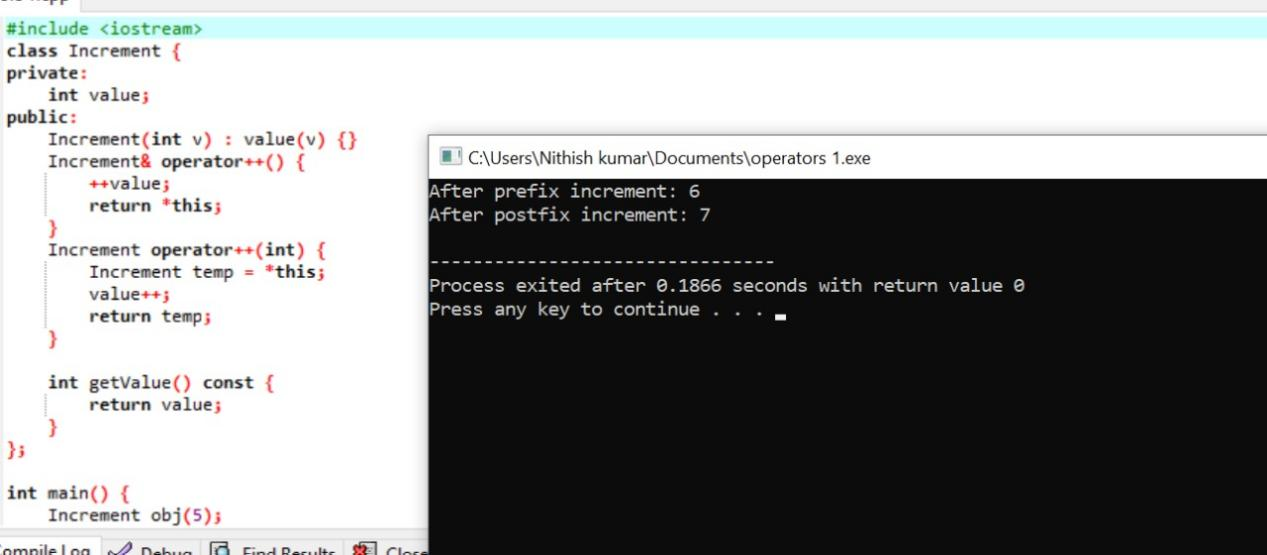 #include <iostream>
class Increment {
private:
    int value;
public:
    Increment(int v) : value(v) {}
    Increment& operator++() {
        ++value;
        return *this;
    }
    Increment operator++(int) {
        Increment temp = *this;
        value++;
        return temp;
    }
    int getValue() const {
        return value;
    }
};
int main() {
    Increment obj(5);
C:\Users\Nithish kumar\Documents\operators 1.exe
After prefix increment: 6
After postfix increment: 7
--------------------------------
Process exited after 0.1866 seconds with return value 0
Press any key to continue . . .
Compile Log Debug Find Results Close